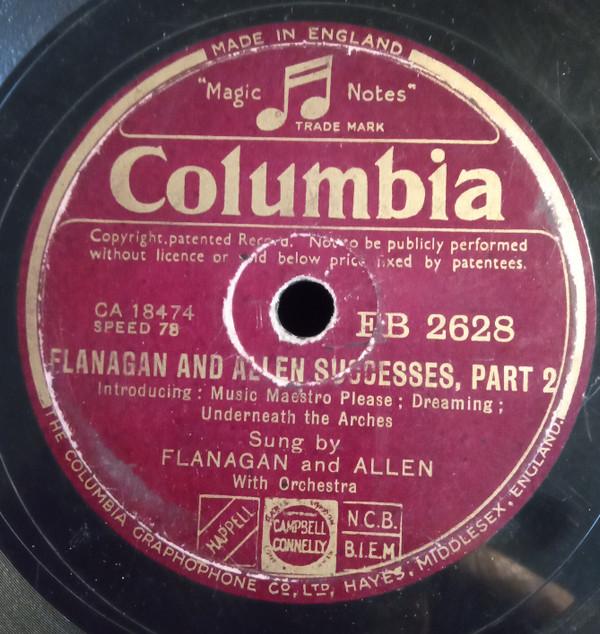 MADE IN ENGLAND
"Magic Notes"
TRADE MARK
Columbia
Copyright, patented Record. Not to be publicly performed
without licence or sold below price fixed by patentees.
CA 18474
SPEED 78
FB 2628
FLANAGAN AND ALLEN SUCCESSES, PART 2
Introducing : Music Maestro Please ; Dreaming ;
Underneath the Arches
Sung by
FLANAGAN and ALLEN
With Orchestra
CHAPPELL
CAMPBELL
CONNELLY
N.C.B.
B.I.E.M.
THE COLUMBIA GRAPHOPHONE CO., LTD, HAYES, MIDDLESEX, ENGLAND.